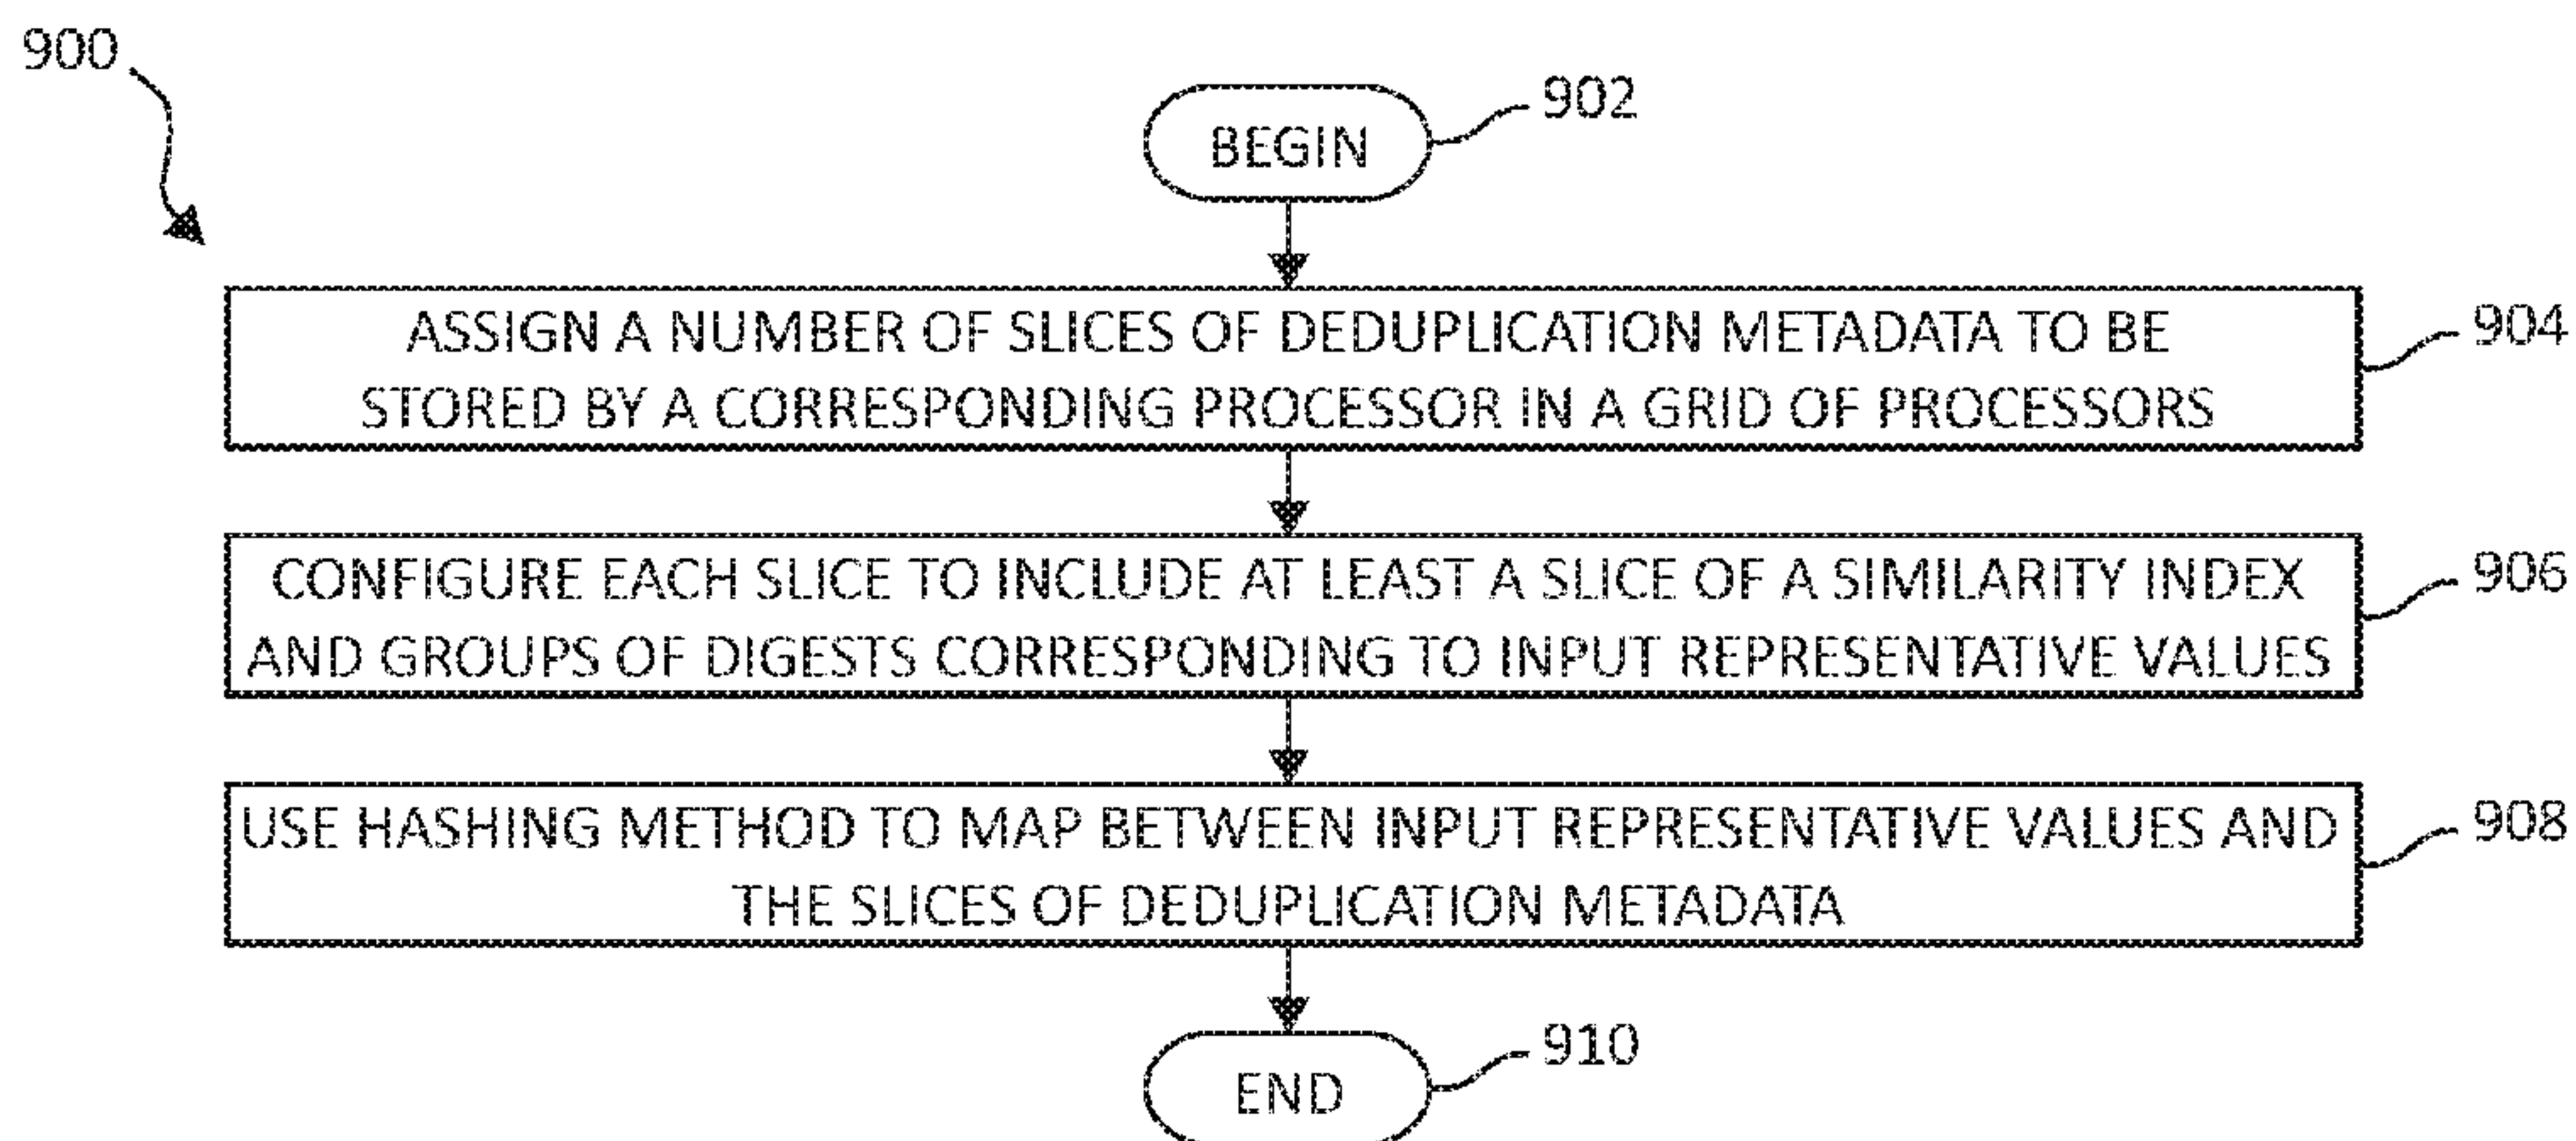 900
BEGIN
902
ASSIGN A NUMBER OF SLICES OF DEDUPLICATION METADATA TO BE
STORED BY A CORRESPONDING PROCESSOR IN A GRID OF PROCESSORS
904
CONFIGURE EACH SLICE TO INCLUDE AT LEAST A SLICE OF A SIMILARITY INDEX
AND GROUPS OF DIGESTS CORRESPONDING TO INPUT REPRESENTATIVE VALUES
906
USE HASHING METHOD TO MAP BETWEEN INPUT REPRESENTATIVE VALUES AND
THE SLICES OF DEDUPLICATION METADATA
908
END
910